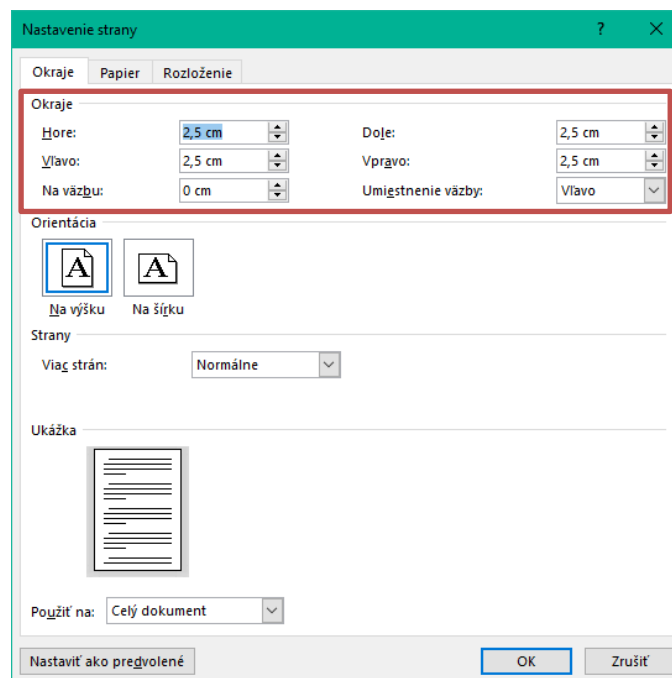 Nastavenie strany ? ×
Okraje Papier Rozloženie
Okraje
Hore: 2,5 cm Dole: 2,5 cm
Vľavo: 2,5 cm Vpravo: 2,5 cm
Na väzbu: 0 cm Umiestnenie väzby: Vľavo
Orientácia
A A
Na výšku Na šírku
Strany
Viac strán: Normálne
Ukážka
Použiť na: Celý dokument
Nastaviť ako predvolené OK Zrušiť